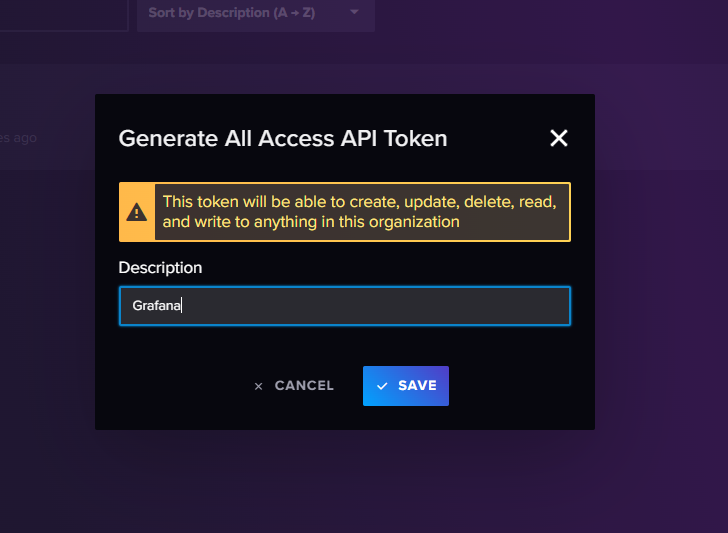 Sort by Description (A → Z)
es ago
Generate All Access API Token
This token will be able to create, update, delete, read,
and write to anything in this organization
Description
Grafana
CANCEL
SAVE